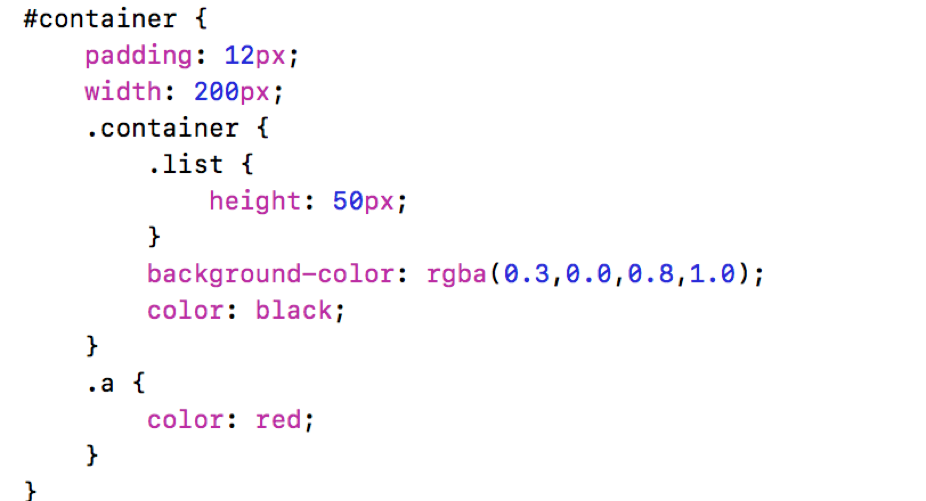 #container {
    padding: 12px;
    width: 200px;
    .container {
        .list {
            height: 50px;
        }
        background-color: rgba(0.3,0.0,0.8,1.0);
        color: black;
    }
    .a {
        color: red;
    }
}